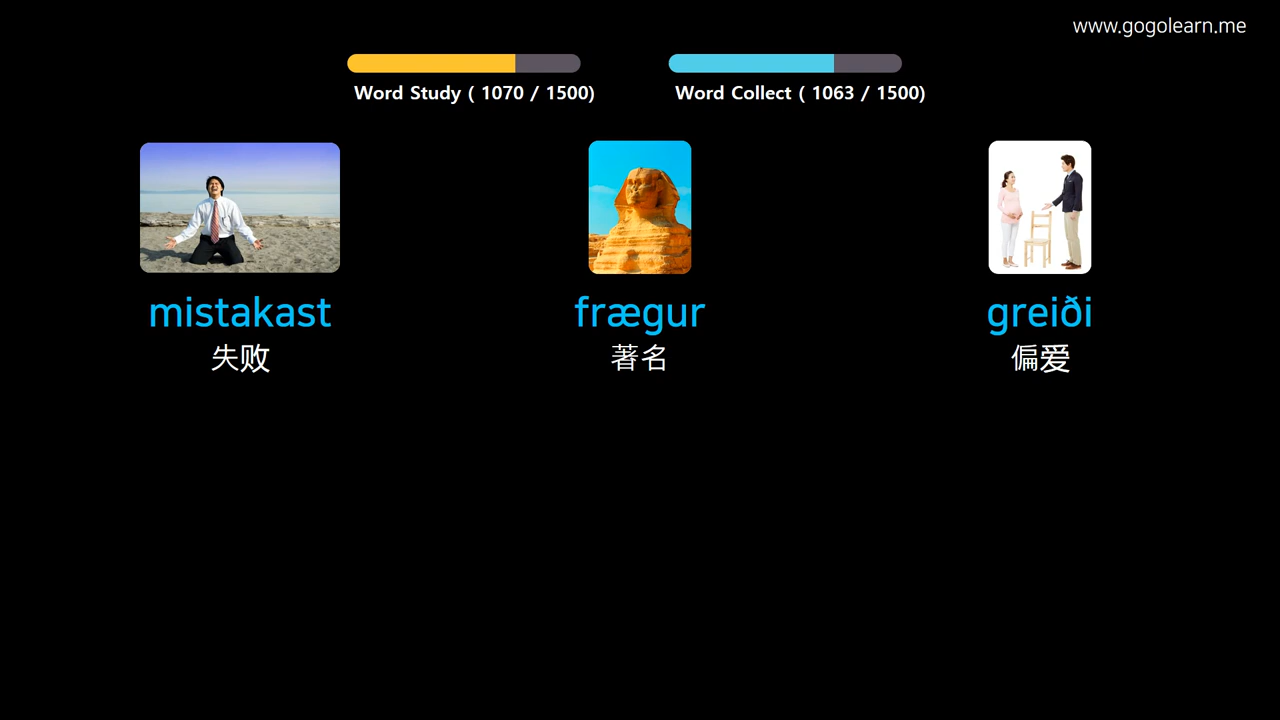 www.gogolearn.me
Word Study ( 1070 / 1500)
Word Collect ( 1063 / 1500)
mistakast
frægur
greiði
失败
著名
偏爱